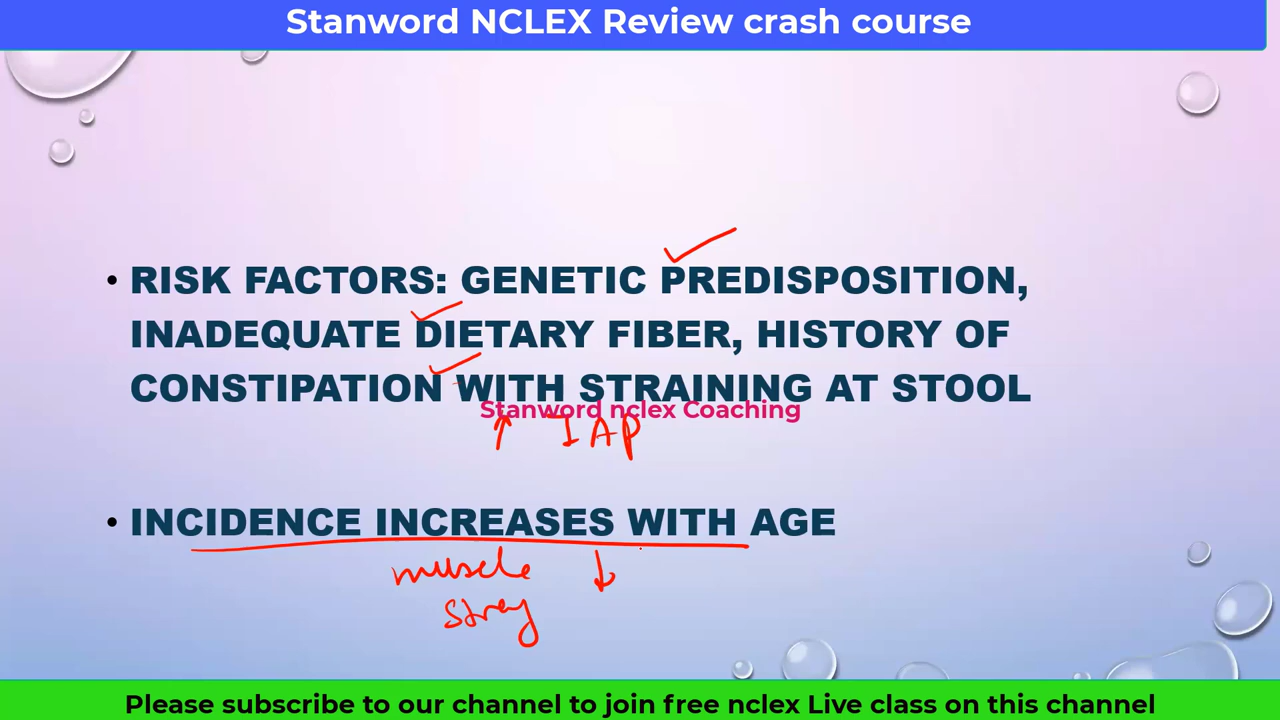 Stanword NCLEX Review crash course
• RISK FACTORS: GENETIC PREDISPOSITION,
INADEQUATE DIETARY FIBER, HISTORY OF
CONSTIPATION WITH STRAINING AT STOOL
Stanword nclex Coaching
↑ IAP
• INCIDENCE INCREASES WITH AGE
muscle ↓
Please subscribe to our channel to join free nclex Live class on this channel